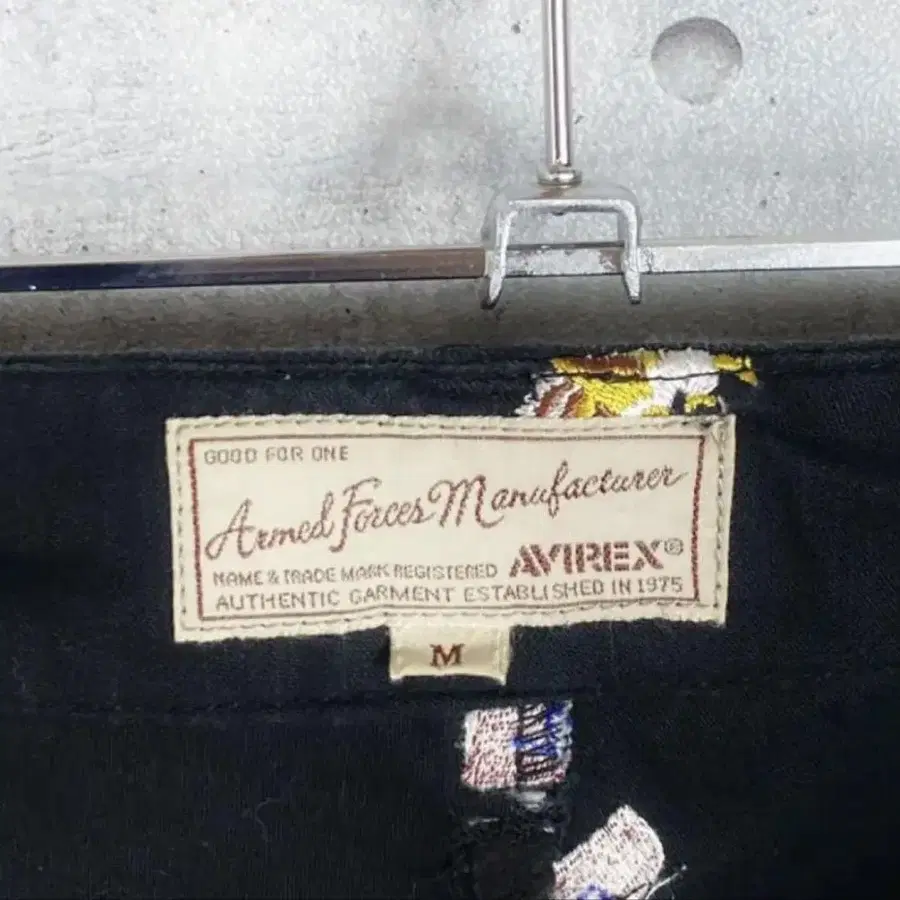 GOOD FOR ONE
Armed Forces Manufacturer
NAME & TRADE MARK REGISTERED AVIREX®
AUTHENTIC GARMENT ESTABLISHED IN 1975
M